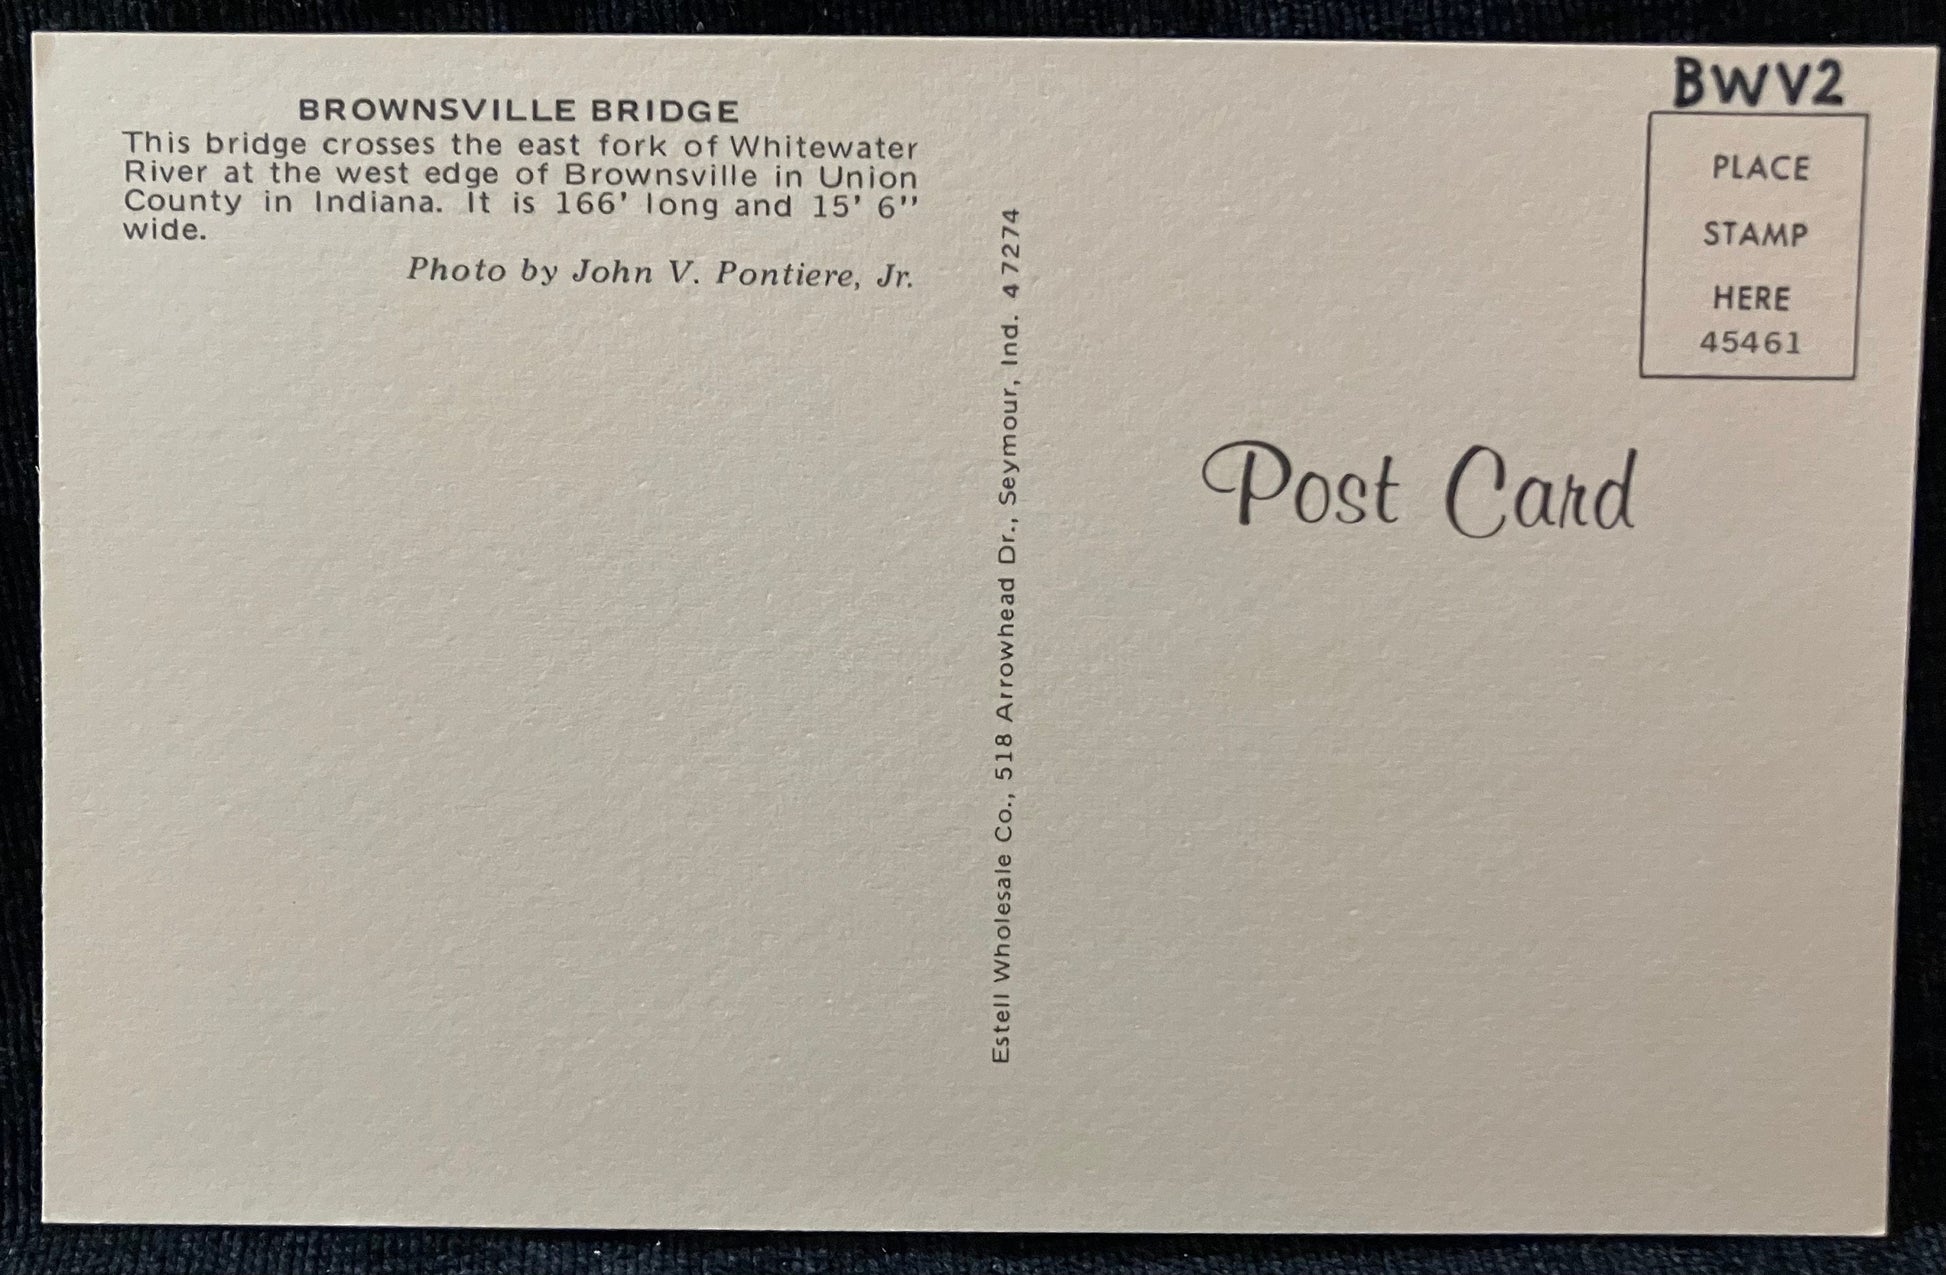 BROWNSVILLE BRIDGE
This bridge crosses the east fork of Whitewater
River at the west edge of Brownsville in Union
County in Indiana. It is 166' long and 15' 6''
wide.
Photo by John V. Pontiere, Jr.
Estell Wholesale Co., 518 Arrowhead Dr., Seymour, Ind. 4 7274
BWV2
PLACE
STAMP
HERE
45461
Post Card